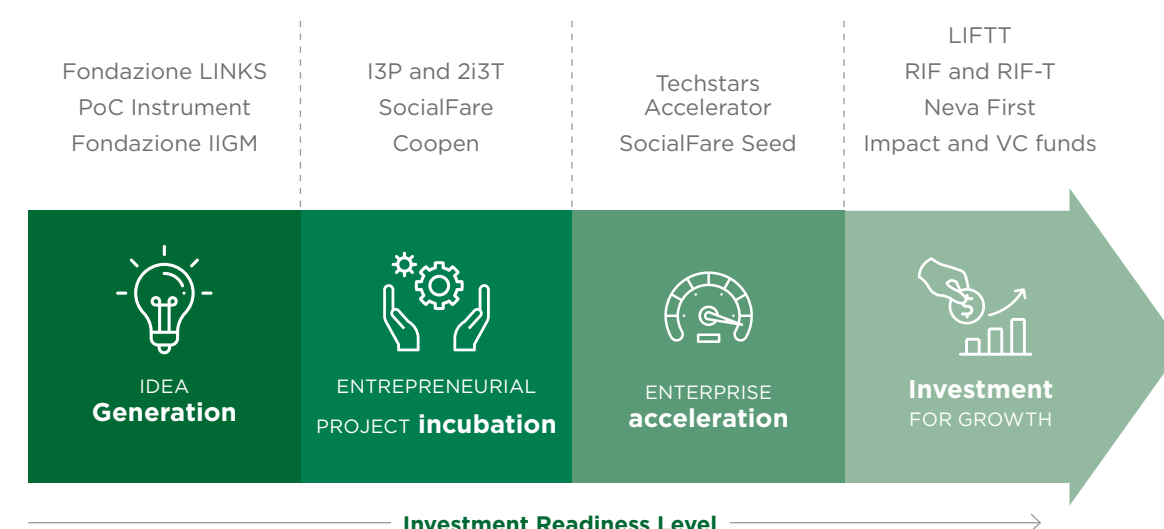 Fondazione LINKS
PoC Instrument
Fondazione IIGM
I3P and 2i3T
SocialFare
Coopen
Techstars
Accelerator
SocialFare Seed
LIFTT
RIF and RIF-T
Neva First
Impact and VC funds
IDEA
Generation
ENTREPRENEURIAL
PROJECT incubation
ENTERPRISE
acceleration
$
Investment
FOR GROWTH
Investment Readiness Level